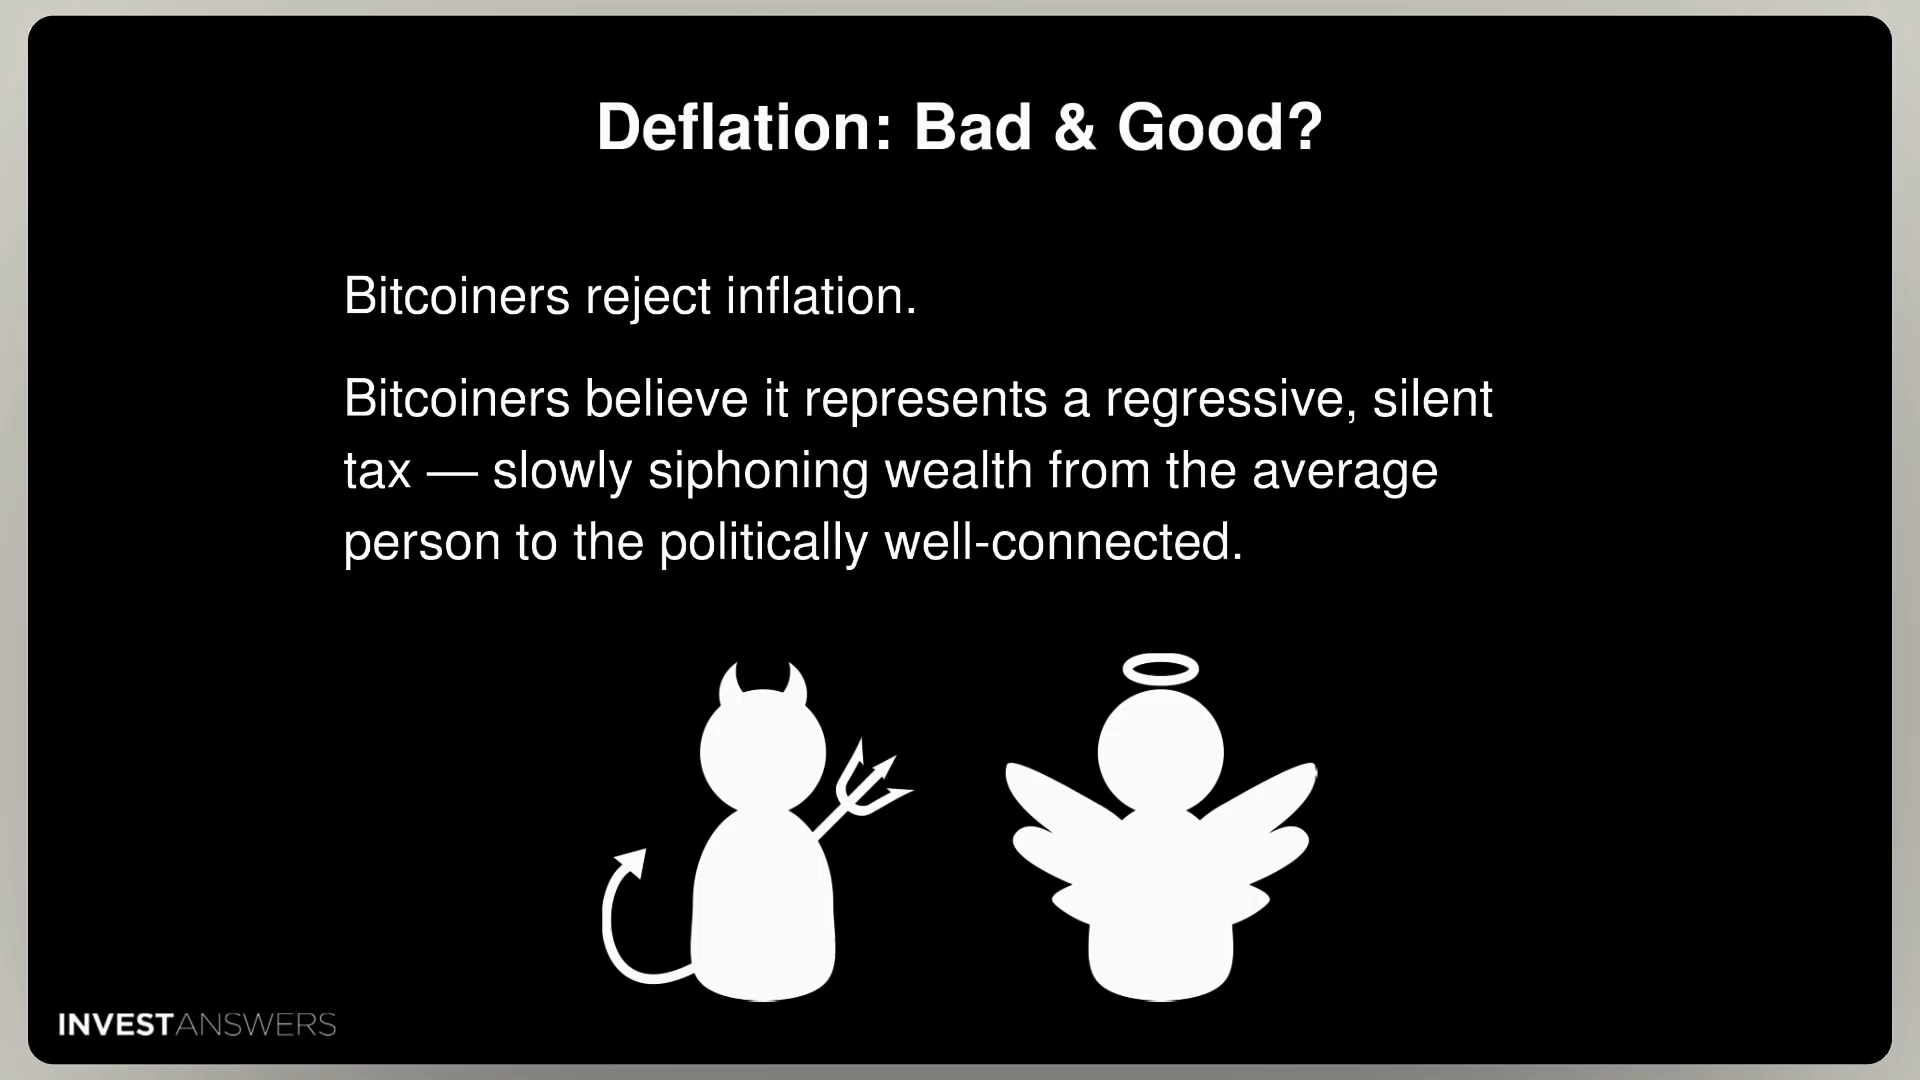 Deflation: Bad & Good?
Bitcoiners reject inflation.
Bitcoiners believe it represents a regressive, silent
tax — slowly siphoning wealth from the average
person to the politically well-connected.
INVESTANSWERS